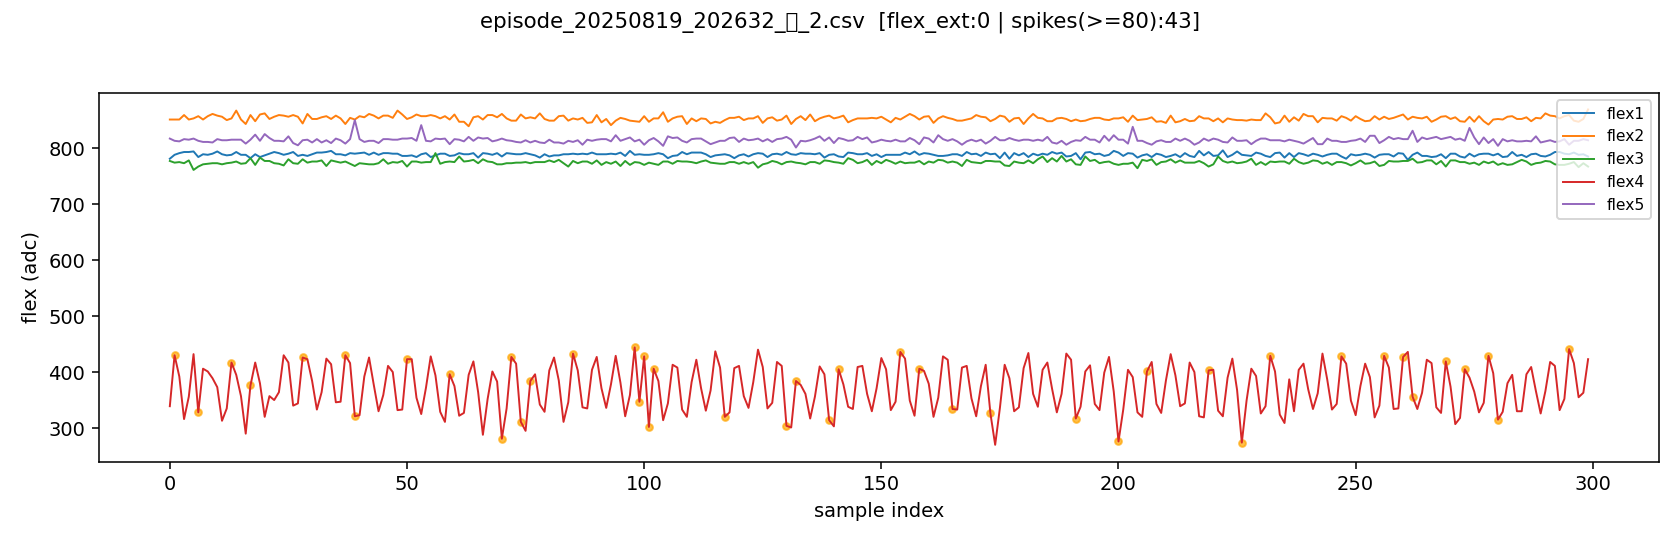 episode_20250819_202632_▯_2.csv [flex_ext:0 | spikes(>=80):43]
flex (adc)
800
700
600
500
400
300
flex1
flex2
flex3
flex4
flex5
0 50 100 150 200 250 300
sample index